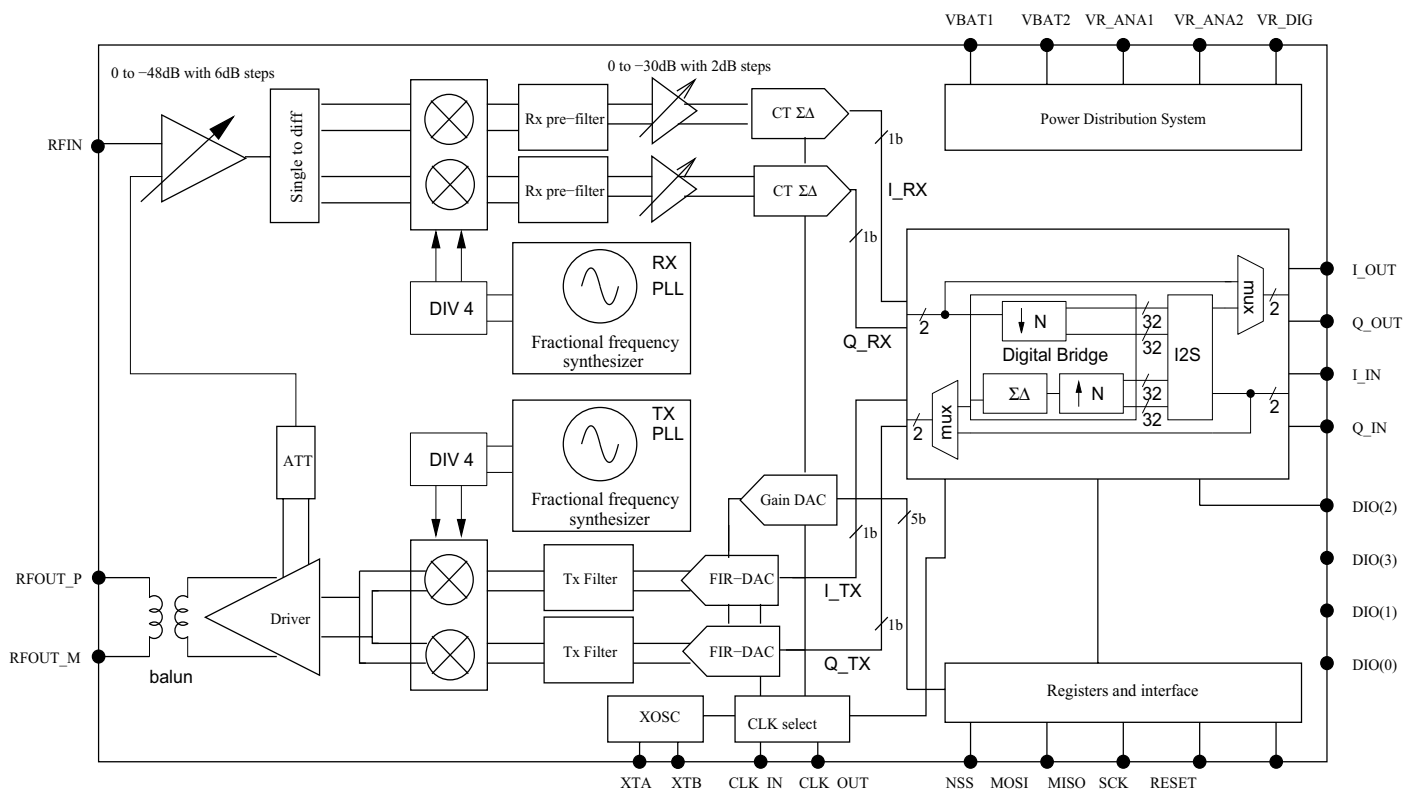 VBAT1 VBAT2 VR_ANA1 VR_ANA2 VR_DIG
0 to −48dB with 6dB steps
0 to −30dB with 2dB steps
RFIN
Single to diff
Rx pre−filter
CT ΣΔ
1b
Power Distribution System
Rx pre−filter
CT ΣΔ
1b
I_RX
Q_RX
DIV 4
RX
PLL
Fractional frequency
synthesizer
2
N
32
32
Digital Bridge
I2S
mux
2
ΣΔ
N
32
32
mux
2
2
I_OUT
Q_OUT
I_IN
Q_IN
DIO(2)
DIO(3)
DIO(1)
DIO(0)
DIV 4
TX
PLL
Fractional frequency
synthesizer
ATT
Gain DAC
5b
1b
RFOUT_P
RFOUT_M
balun
Driver
Tx Filter
FIR−DAC
I_TX
1b
Tx Filter
FIR−DAC
Q_TX
Registers and interface
XOSC
CLK select
XTA XTB CLK_IN CLK_OUT NSS MOSI MISO SCK RESET